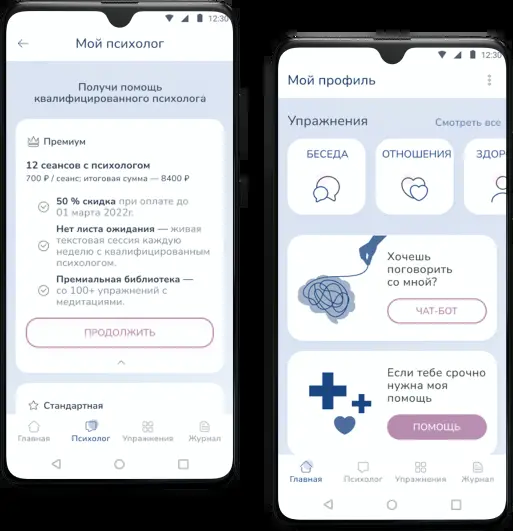 12:30
Мой психолог
Получи помощь
квалифицированного психолога
Премиум
12 сеансов с психологом
700 ₽ / сеанс; итоговая сумма — 8400 ₽
50 % скидка при оплате до
01 марта 2022г.
Нет листа ожидания — живая
текстовая сессия каждую
неделю с квалифицированным
психологом.
Премиальная библиотека —
со 100+ упражнений с
медитациями.
ПРОДОЛЖИТЬ
Стандартная
Главная
Психолог
Упражнения
Журнал
12:30
Мой профиль
Упражнения
Смотреть все
БЕСЕДА
ОТНОШЕНИЯ
ЗДОР
Хочешь
поговорить
со мной?
ЧАТ-БОТ
Если тебе срочно
нужна моя
помощь
ПОМОЩЬ
Главная
Психолог
Упражнения
Журнал